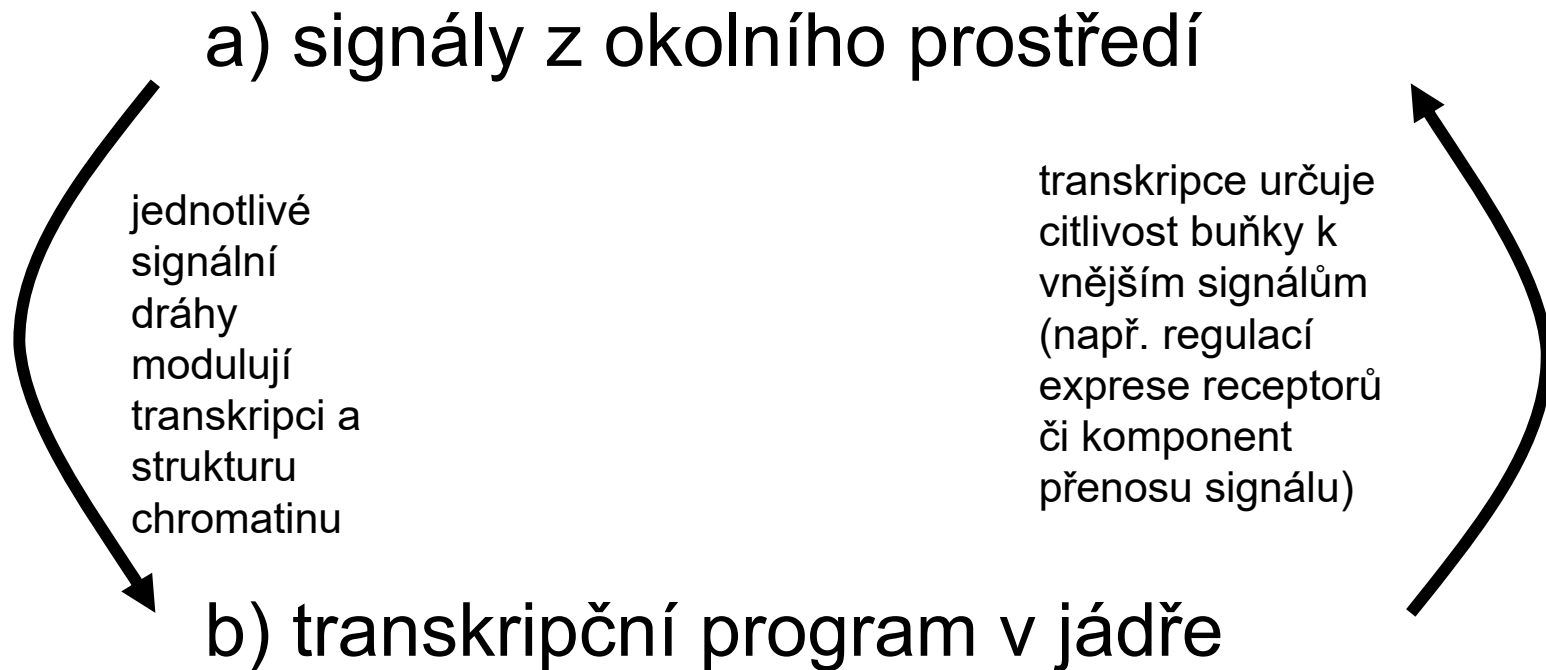 a) signály z okolního prostředí
jednotlivé
signální
dráhy
modulují
transkripci a
strukturu
chromatinu
transkripce určuje
citlivost buňky k
vnějším signálům
(např. regulací
exprese receptorů
či komponent
přenosu signálu)
b) transkripční program v jádře